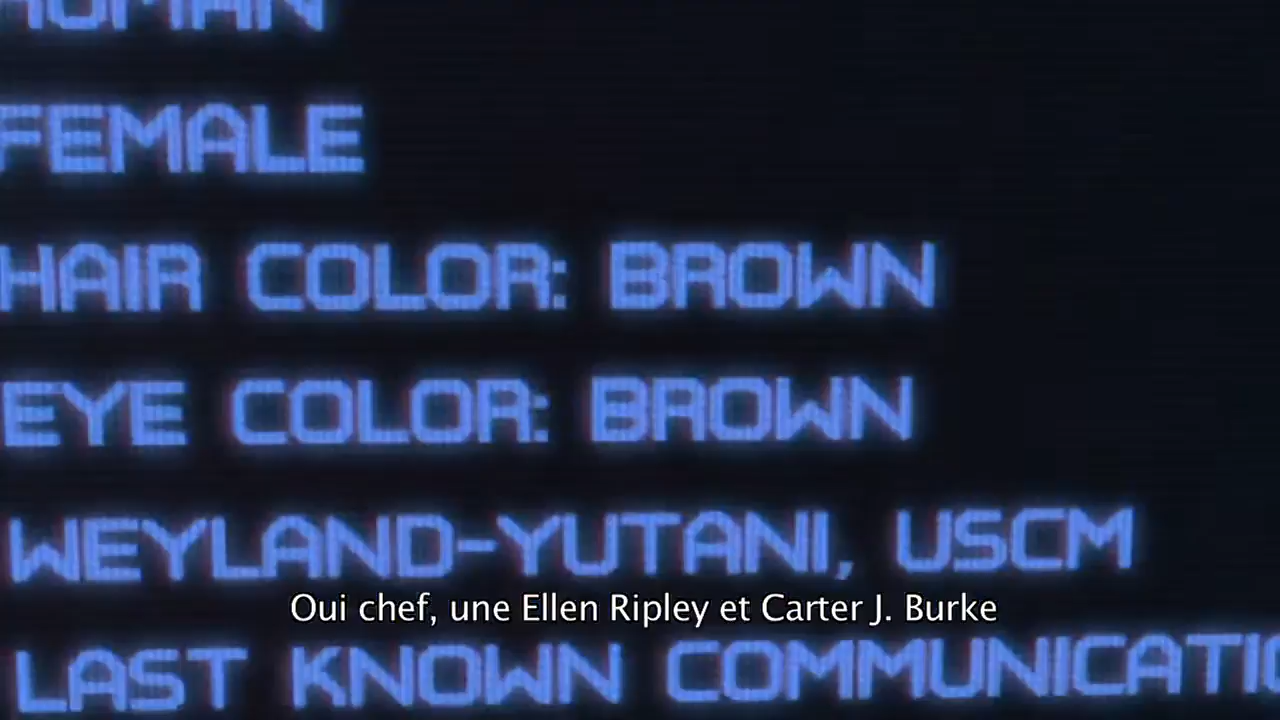 HUMAN
FEMALE
HAIR COLOR: BROWN
EYE COLOR: BROWN
WEYLAND-YUTANI, USCM
Oui chef, une Ellen Ripley et Carter J. Burke
LAST KNOWN